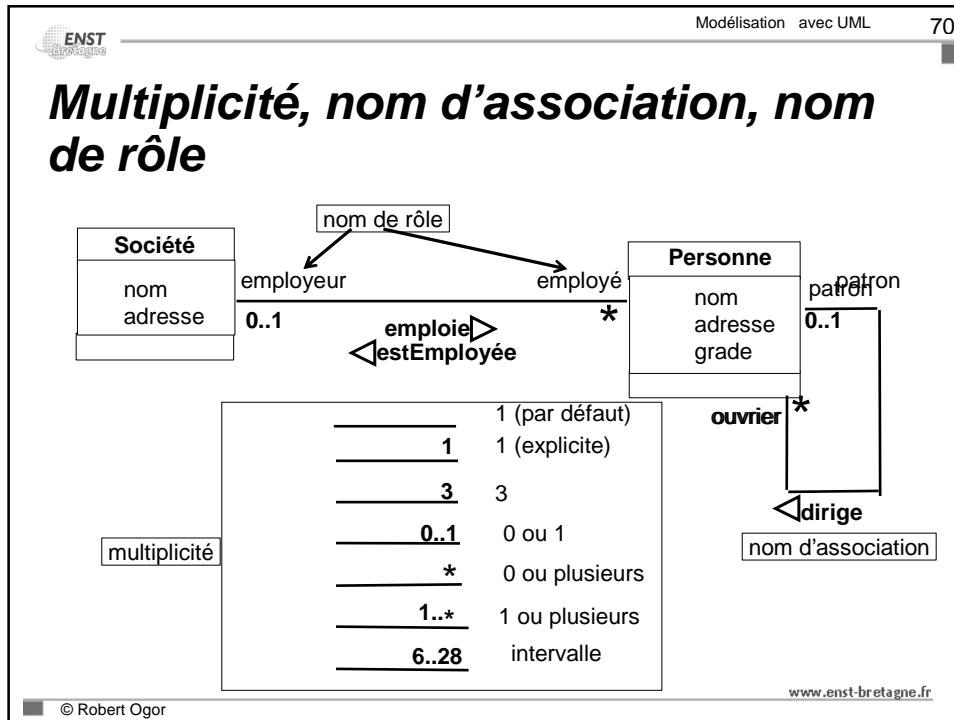 Modélisation avec UML 70
ENST
Bretagne
Multiplicité, nom d'association, nom
de rôle
nom de rôle
Société
nom
adresse
employeur
0..1
employé
*
emploie
estEmployée
Personne
nom
adresse
grade
patron
patron
0..1
ouvrier *
dirige
nom d'association
multiplicité
1 (par défaut)
1 1 (explicite)
3 3
0..1 0 ou 1
* 0 ou plusieurs
1..* 1 ou plusieurs
6..28 intervalle
www.enst-bretagne.fr
© Robert Ogor